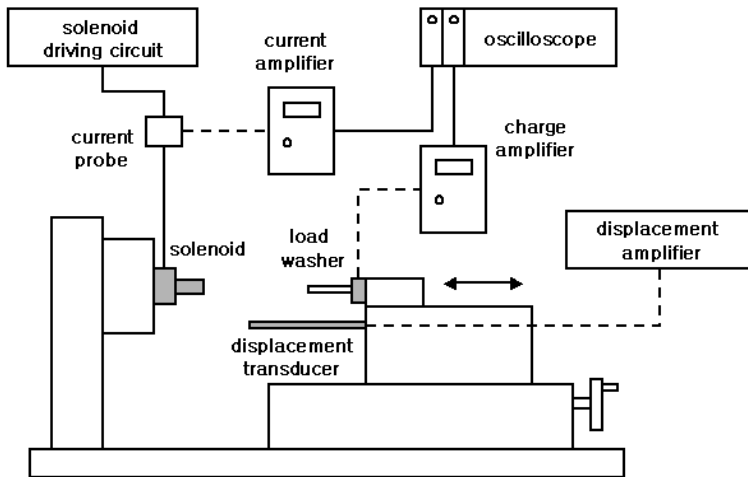 solenoid
driving circuit
current
amplifier
oscilloscope
current
probe
charge
amplifier
solenoid
load
washer
displacement
amplifier
displacement
transducer